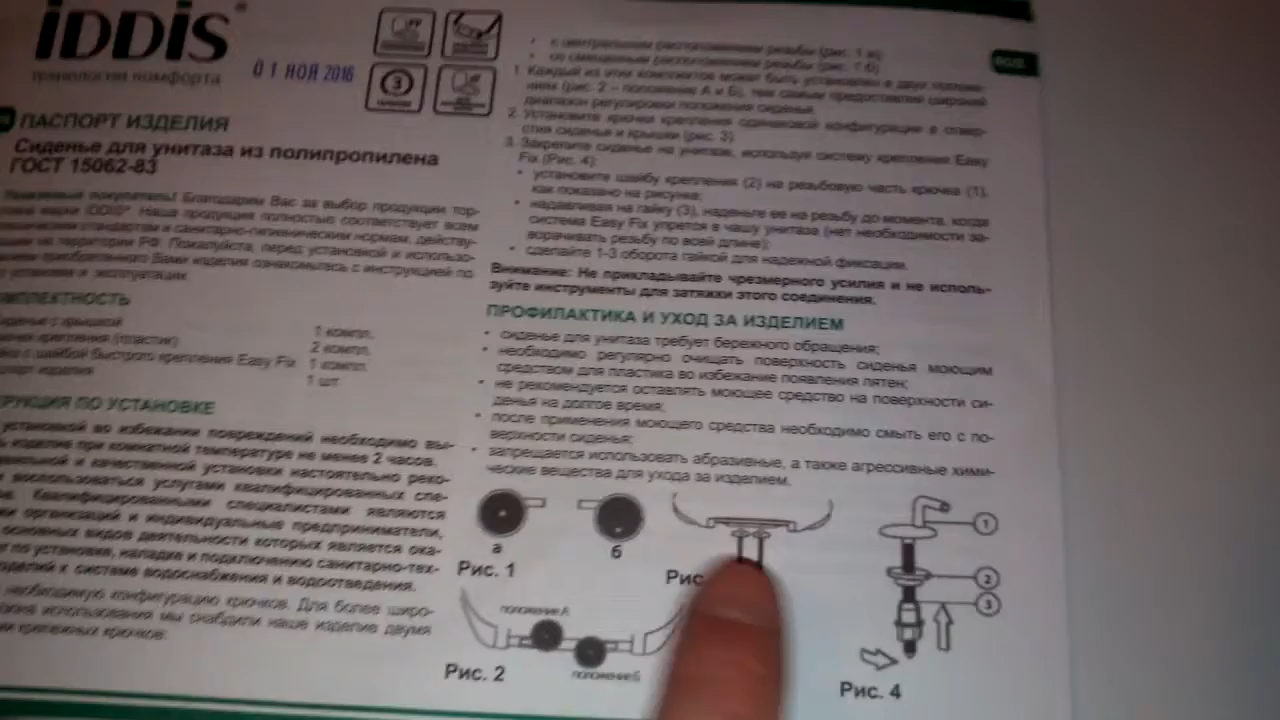 iDDiS
технологии комфорта
01 НОЯ 2016
3
ПАСПОРТ ИЗДЕЛИЯ
Сиденье для унитаза из полипропилена
ГОСТ 15062-83
покупатель! Благодарим Вас за выбор продукции тор-
марки IDDIS®. Наша продукция полностью соответствует всем
стандартам и санитарно-гигиеническим нормам, действу-
на территории РФ. Пожалуйста, перед установкой и использо-
приобретенного Вами изделия ознакомьтесь с инструкцией по
установке и эксплуатации.
с крышкой 1 компл.
крепления (пластик) 2 компл.
с шайбой быстрого крепления Easy Fix 1 компл.
изделия 1 шт.
ПО УСТАНОВКЕ
установкой во избежании повреждений необходимо вы-
изделие при комнатной температуре не менее 2 часов.
и качественной установки настоятельно реко-
воспользоваться услугами квалифицированных спе-
Квалифицированными специалистами являются
организаций и индивидуальные предприниматели,
основных видов деятельности которых является ока-
по установке, наладке и подключению санитарно-тех-
к системе водоснабжения и водоотведения.
необходимую конфигурацию крючков. Для более широ-
использования мы снабдили наше изделие двумя
крепежных крючков:
• с центральным расположением резьбы (рис. 1 а)
• со смещенным расположением резьбы (рис. 1 б)
1. Каждый из этих комплектов может быть установлен в двух положе-
ниях (рис. 2 – положение А и Б), тем самым предоставляя широкий
диапазон регулировки положения сиденья.
2. Установите крючки крепления одинаковой конфигурации в отвер-
стия сиденья и крышки (рис. 3).
3. Закрепите сиденье на унитазе, используя систему крепления Easy
Fix (Рис. 4):
• установите шайбу крепления (2) на резьбовую часть крючка (1),
как показано на рисунке;
• надавливая на гайку (3), наденьте ее на резьбу до момента, когда
система Easy Fix упрется в чашу унитаза (нет необходимости за-
ворачивать резьбу по всей длине);
• сделайте 1-3 оборота гайкой для надежной фиксации.
Внимание: Не прикладывайте чрезмерного усилия и не исполь-
зуйте инструменты для затяжки этого соединения.
ПРОФИЛАКТИКА И УХОД ЗА ИЗДЕЛИЕМ
• сиденье для унитаза требует бережного обращения;
• необходимо регулярно очищать поверхность сиденья моющим
средством для пластика во избежание появления пятен;
• не рекомендуется оставлять моющее средство на поверхности си-
денья на долгое время;
• после применения моющего средства необходимо смыть его с по-
верхности сиденья;
• запрещается использовать абразивные, а также агрессивные хими-
ческие вещества для ухода за изделием.
а
б
Рис. 1
Рис.
положение А
положение Б
Рис. 2
1
2
3
Рис. 4